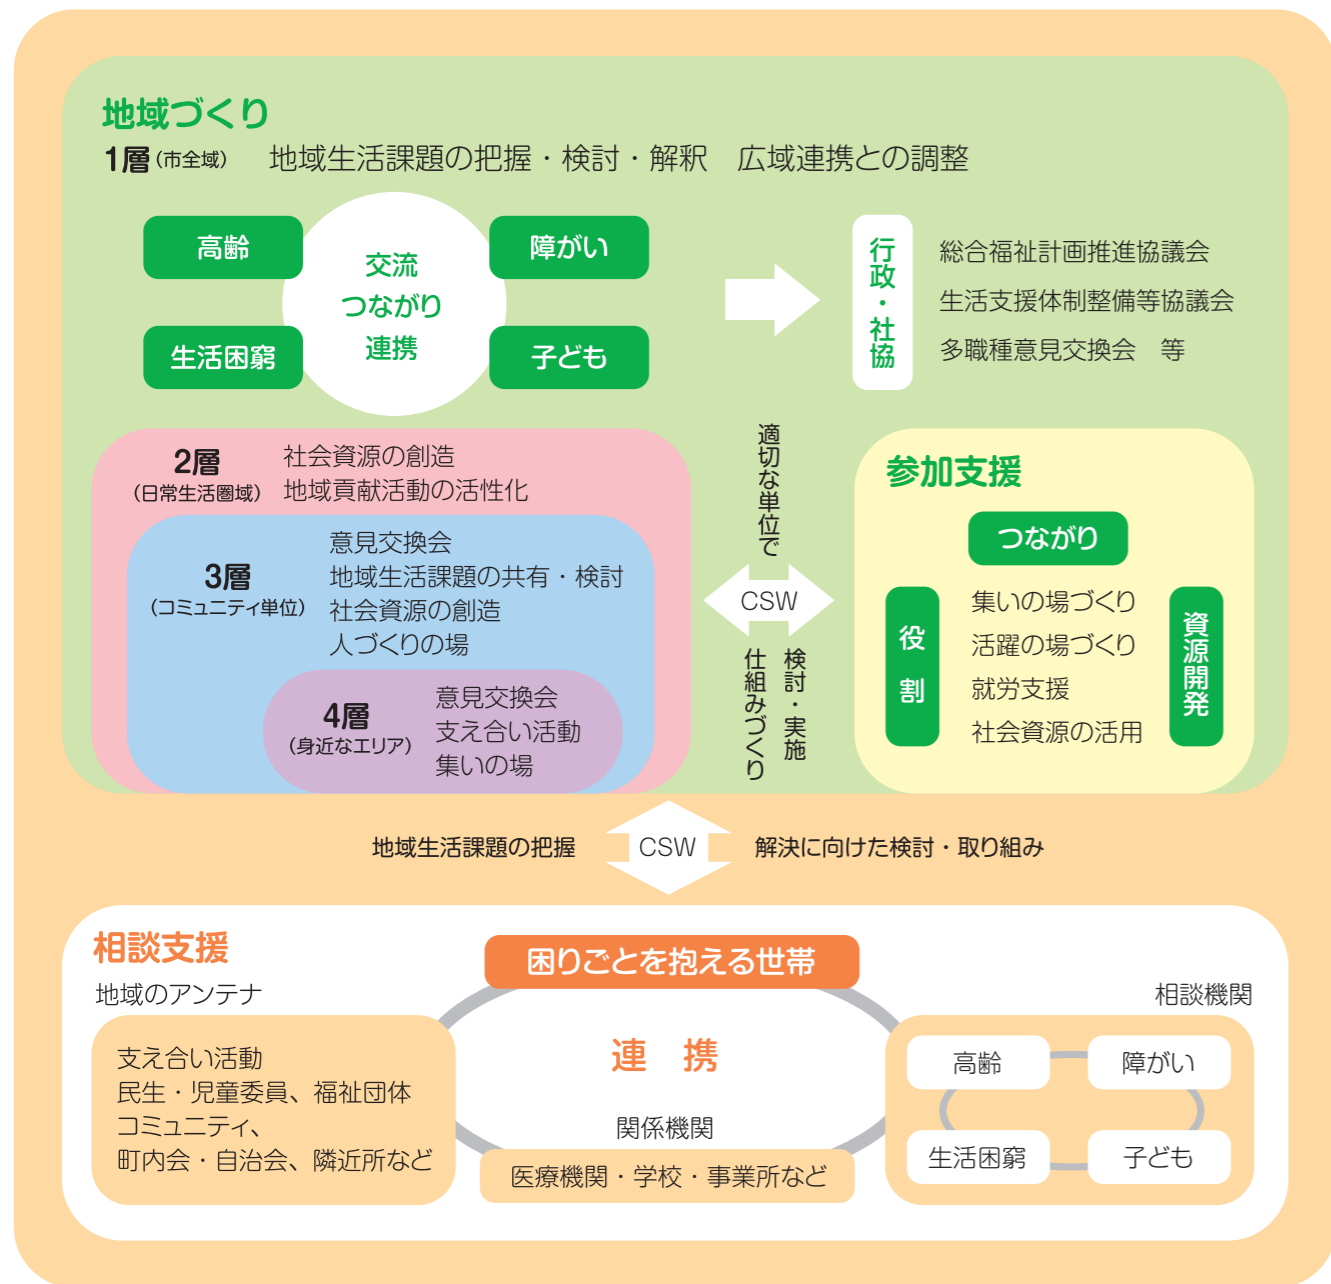 地域づくり
1層(市全域) 地域生活課題の把握・検討・解釈 広域連携との調整
高齢
障がい
交流
つながり
連携
生活困窮
子ども
行政・社協
総合福祉計画推進協議会
生活支援体制整備等協議会
多職種意見交換会 等
2層
(日常生活圏域)
社会資源の創造
地域貢献活動の活性化
3層
(コミュニティ単位)
意見交換会
地域生活課題の共有・検討
社会資源の創造
人づくりの場
4層
(身近なエリア)
意見交換会
支え合い活動
集いの場
適切な単位で
CSW
検討・実施
仕組みづくり
参加支援
つながり
役割
集いの場づくり
活躍の場づくり
就労支援
社会資源の活用
資源開発
地域生活課題の把握
CSW
解決に向けた検討・取り組み
相談支援
困りごとを抱える世帯
地域のアンテナ
支え合い活動
民生・児童委員、福祉団体
コミュニティ、
町内会・自治会、隣近所など
連 携
関係機関
医療機関・学校・事業所など
相談機関
高齢
障がい
生活困窮
子ども